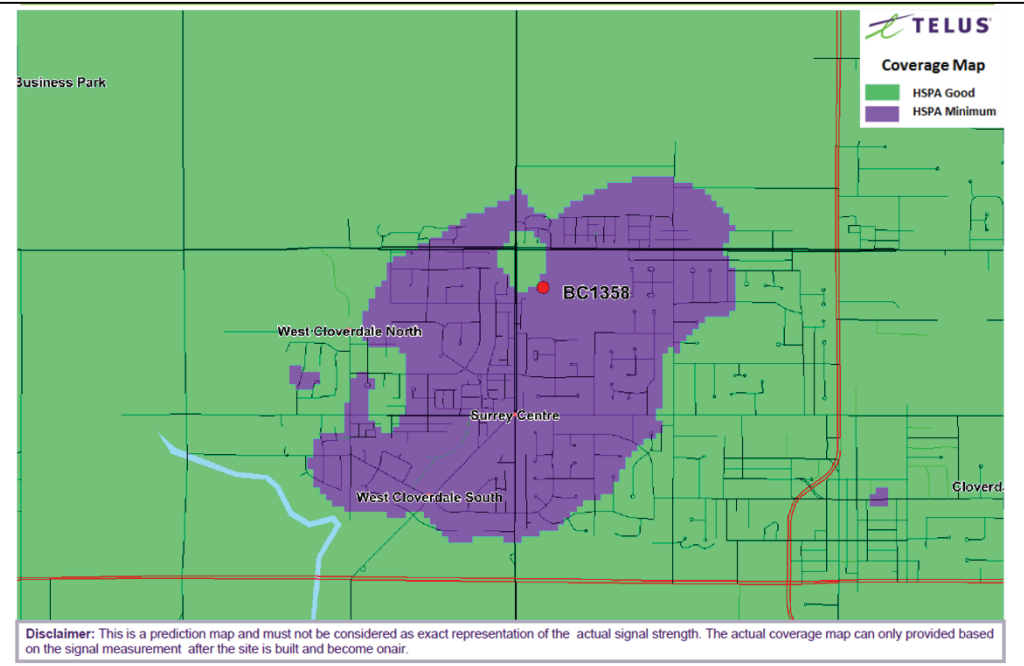 TELUS
Coverage Map
HSPA Good
HSPA Minimum
Business Park
BC1358
West Cloverdale North
Surrey Centre
West Cloverdale South
Cloverd
Disclaimer: This is a prediction map and must not be considered as exact representation of the actual signal strength. The actual coverage map can only provided based
on the signal measurement after the site is built and become onair.